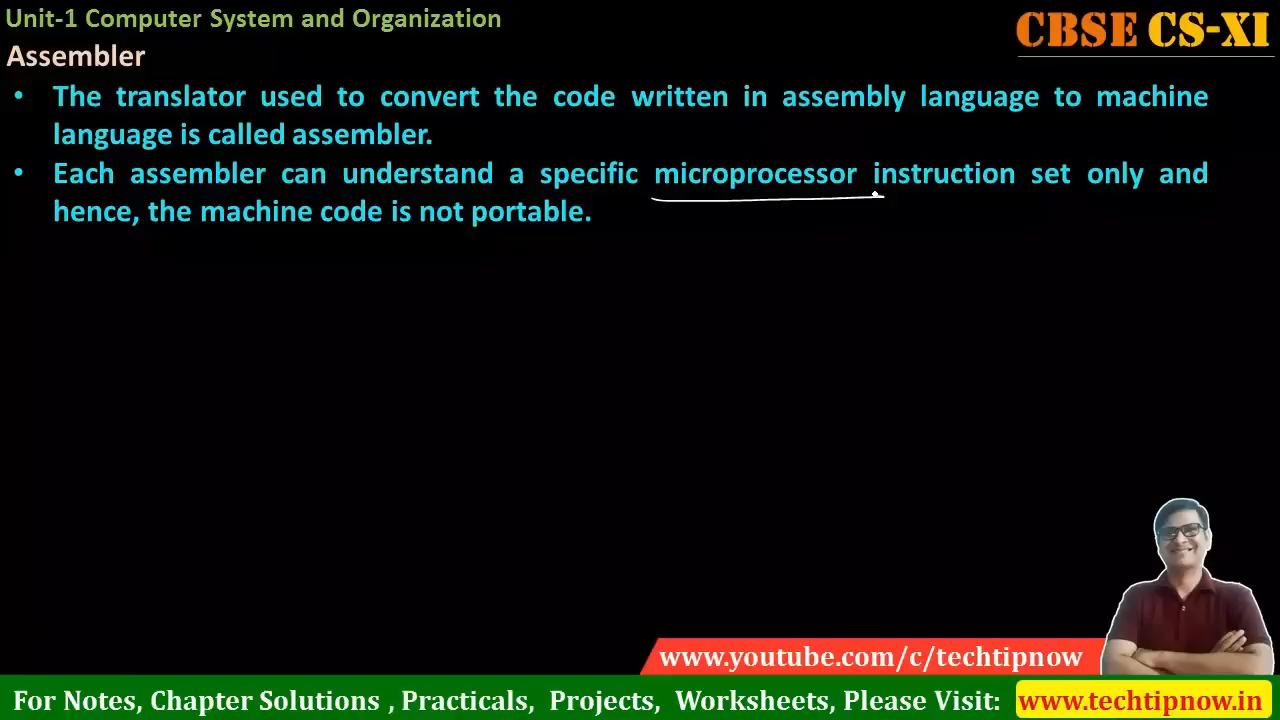 Unit-1 Computer System and Organization
CBSE CS-XI
Assembler
• The translator used to convert the code written in assembly language to machine
language is called assembler.
• Each assembler can understand a specific microprocessor instruction set only and
hence, the machine code is not portable.
www.youtube.com/c/techtipnow
For Notes, Chapter Solutions , Practicals, Projects, Worksheets, Please Visit: www.techtipnow.in